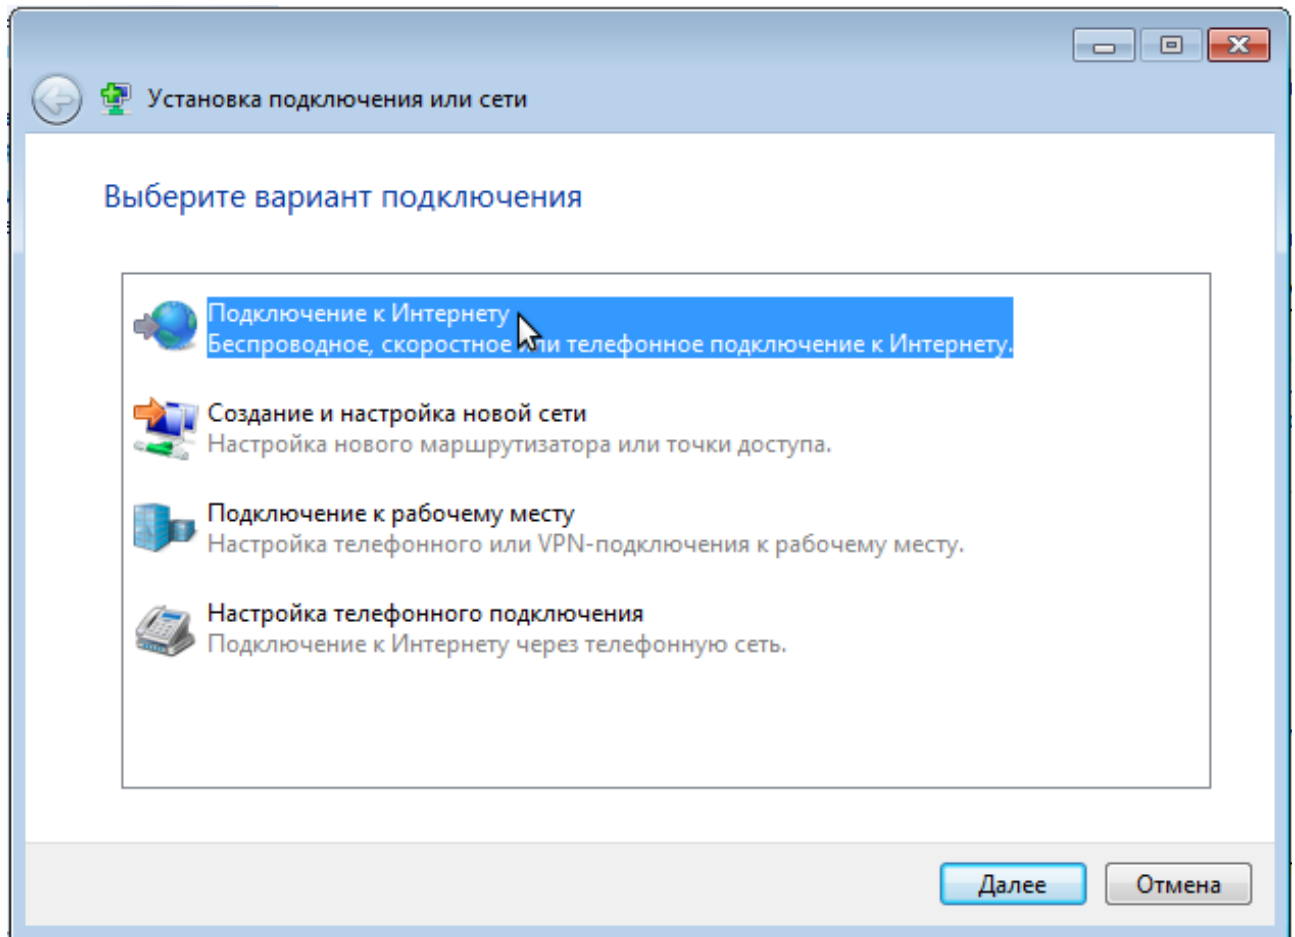 Установка подключения или сети
Выберите вариант подключения
Подключение к Интернету
Беспроводное, скоростное или телефонное подключение к Интернету.
Создание и настройка новой сети
Настройка нового маршрутизатора или точки доступа.
Подключение к рабочему месту
Настройка телефонного или VPN-подключения к рабочему месту.
Настройка телефонного подключения
Подключение к Интернету через телефонную сеть.
Далее
Отмена